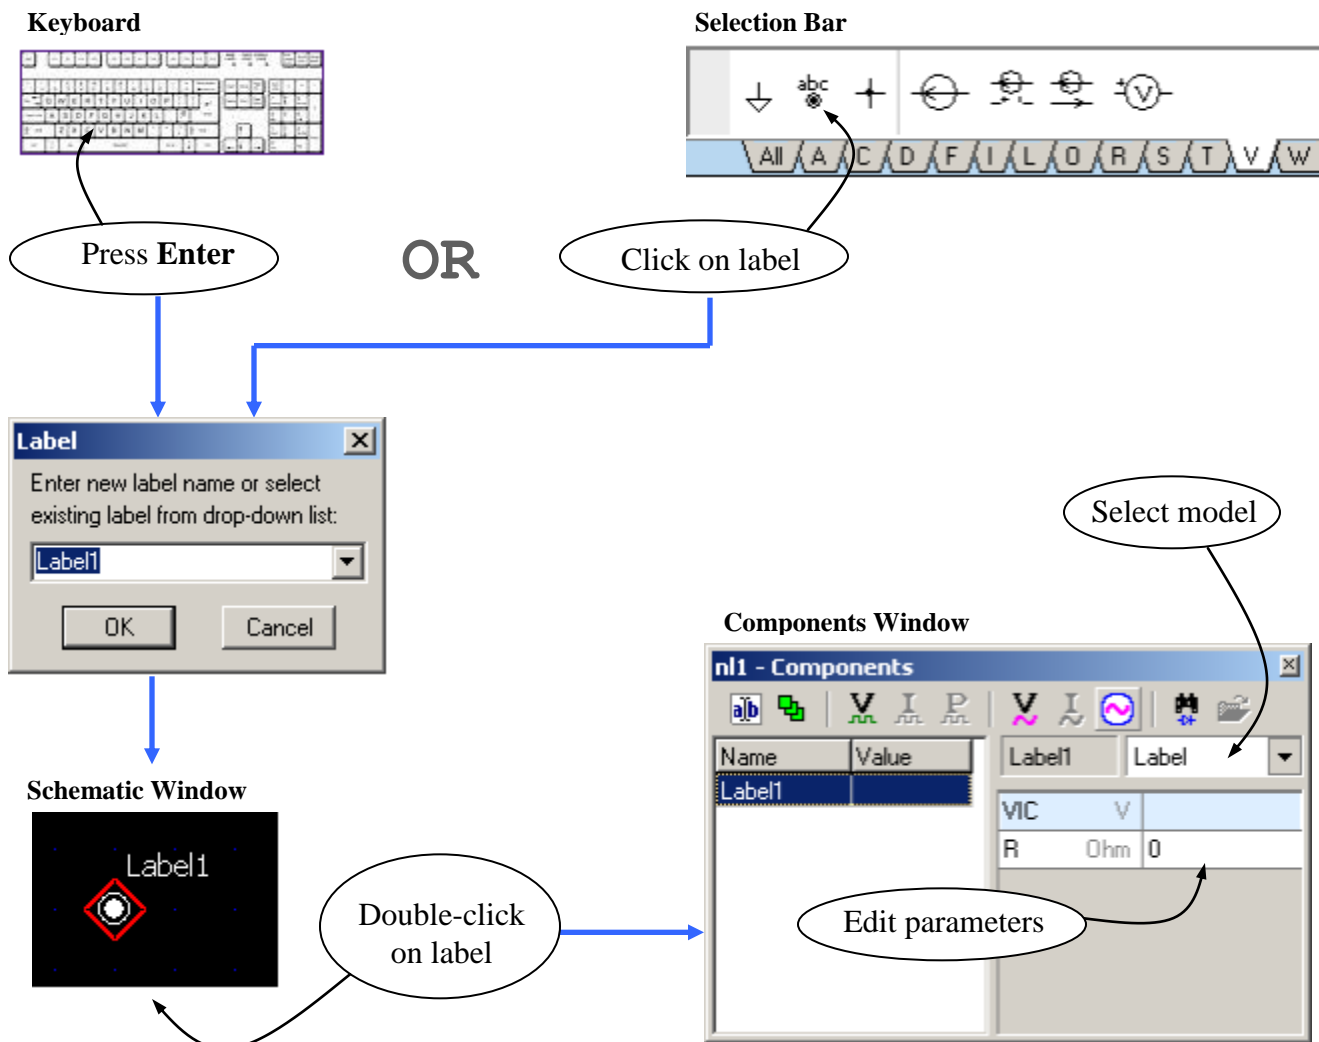 Keyboard
Selection Bar
abc
V
All A C D F I L O R S T V W
Press Enter
OR
Click on label
Label
Enter new label name or select
existing label from drop-down list:
Label1
OK Cancel
Select model
Components Window
nl1 - Components
ab V I P V I
Name Value
Label1 Label
Label1
VIC V
R Ohm 0
Schematic Window
Label1
Double-click
on label
Edit parameters